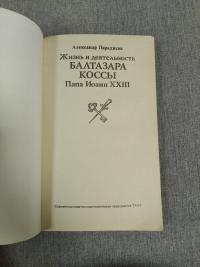 Александр Парадисис
Жизнь и деятельность
БАЛТАЗАРА
КОССЫ
Папа Иоанн XXIII